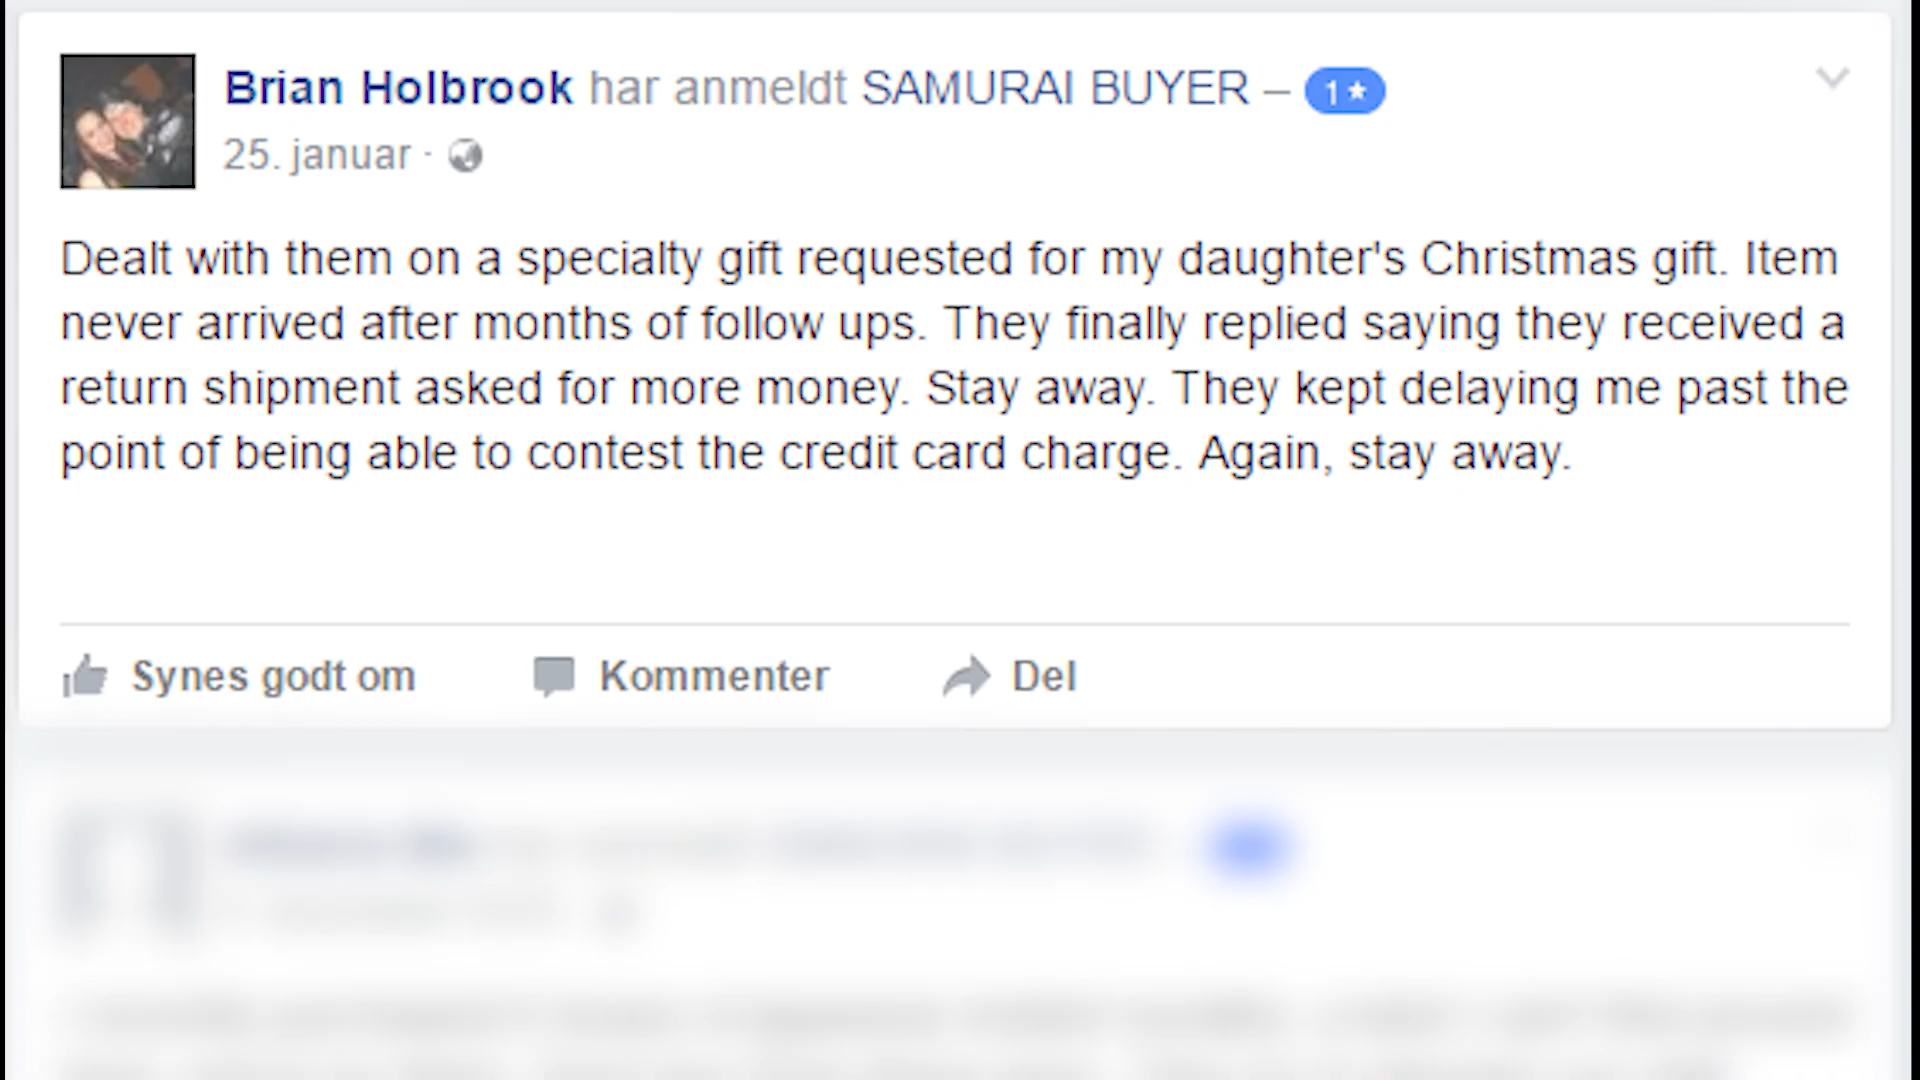 Brian Holbrook har anmeldt SAMURAI BUYER – 1★
25. januar ·
Dealt with them on a specialty gift requested for my daughter's Christmas gift. Item
never arrived after months of follow ups. They finally replied saying they received a
return shipment asked for more money. Stay away. They kept delaying me past the
point of being able to contest the credit card charge. Again, stay away.
Synes godt om Kommenter Del